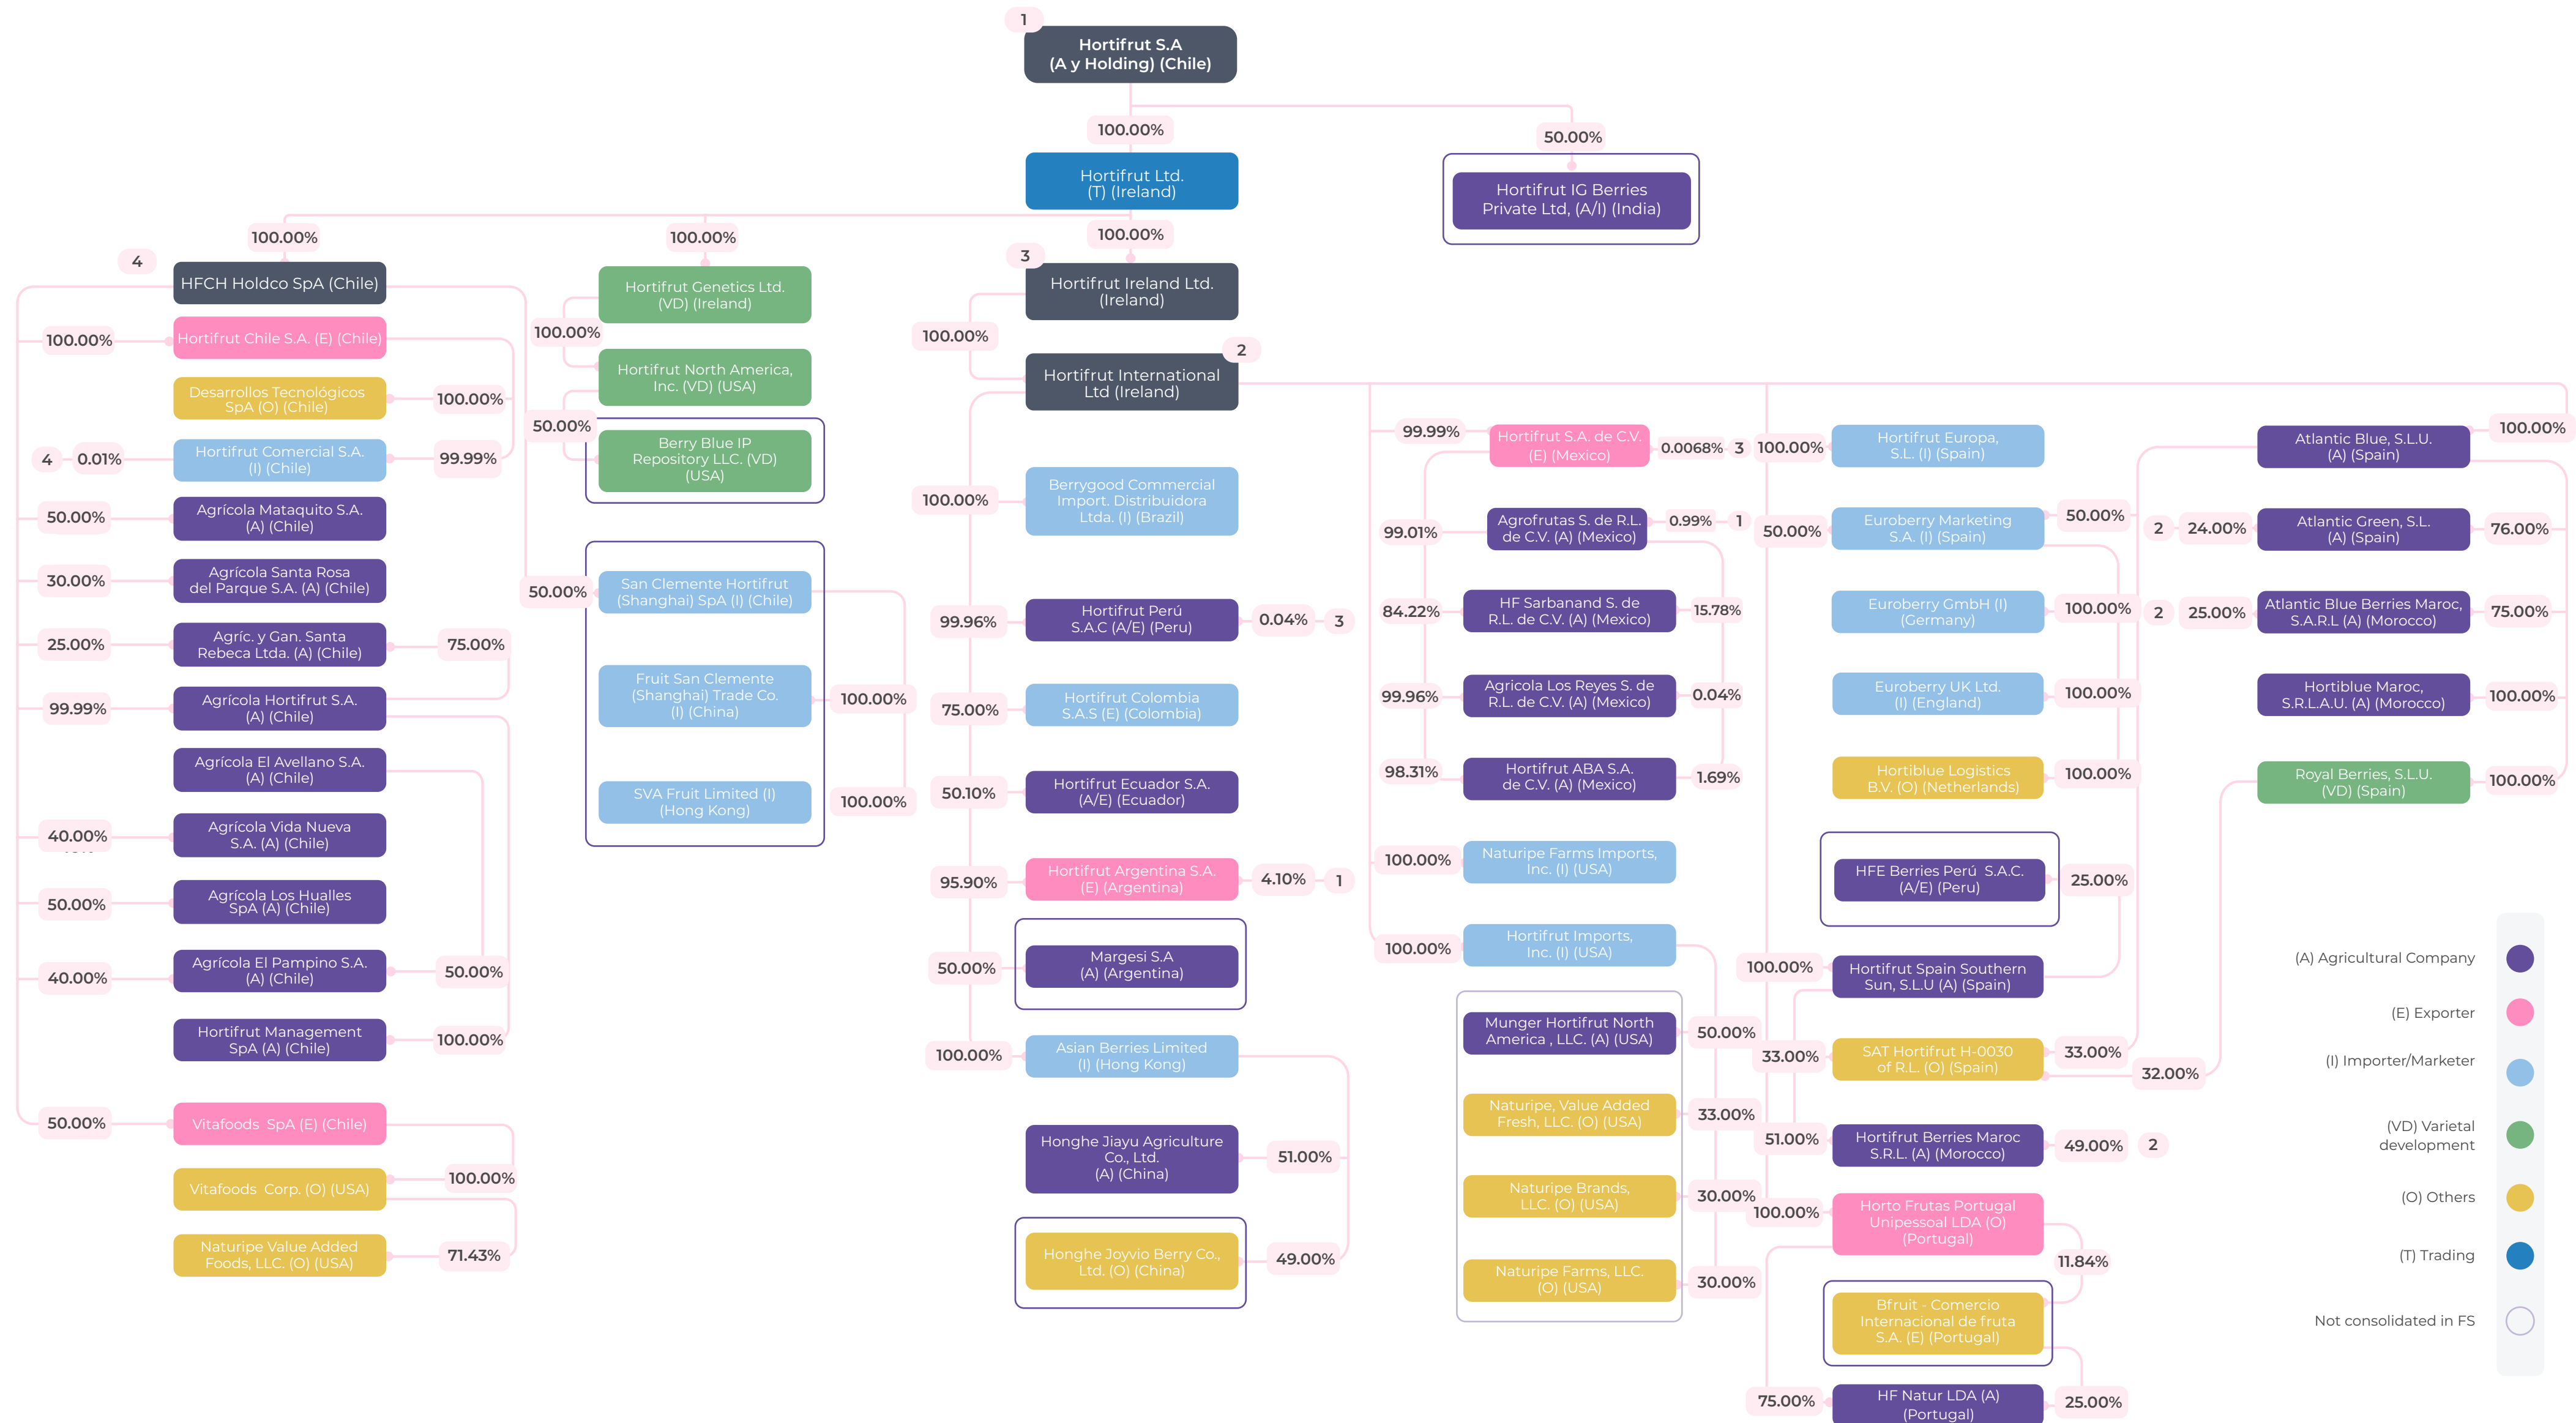 1
Hortifrut S.A
(A y Holding) (Chile)
100.00%
50.00%
Hortifrut Ltd.
(T) (Ireland)
Hortifrut IG Berries
Private Ltd, (A/I) (India)
100.00%
100.00%
100.00%
4
HFCH Holdco SpA (Chile)
100.00%
Hortifrut Chile S.A. (E) (Chile)
Desarrollos Tecnológicos
SpA (O) (Chile)
100.00%
4
0.01%
Hortifrut Comercial S.A.
(I) (Chile)
99.99%
50.00%
Agrícola Mataquito S.A.
(A) (Chile)
30.00%
Agrícola Santa Rosa
del Parque S.A. (A) (Chile)
25.00%
Agríc. y Gan. Santa
Rebeca Ltda. (A) (Chile)
75.00%
99.99%
Agrícola Hortifrut S.A.
(A) (Chile)
Agrícola El Avellano S.A.
(A) (Chile)
40.00%
Agrícola Vida Nueva
S.A. (A) (Chile)
50.00%
Agrícola Los Hualles
SpA (A) (Chile)
40.00%
Agrícola El Pampino S.A.
(A) (Chile)
50.00%
Hortifrut Management
SpA (A) (Chile)
100.00%
50.00%
Vitafoods SpA (E) (Chile)
100.00%
Vitafoods Corp. (O) (USA)
Naturipe Value Added
Foods, LLC. (O) (USA)
71.43%
Hortifrut Genetics Ltd.
(VD) (Ireland)
100.00%
Hortifrut North America,
Inc. (VD) (USA)
50.00%
Berry Blue IP
Repository LLC. (VD)
(USA)
50.00%
San Clemente Hortifrut
(Shanghai) SpA (I) (Chile)
Fruit San Clemente
(Shanghai) Trade Co.
(I) (China)
100.00%
SVA Fruit Limited (I)
(Hong Kong)
100.00%
3
Hortifrut Ireland Ltd.
(Ireland)
100.00%
2
Hortifrut International
Ltd (Ireland)
100.00%
Berrygood Commercial
Import. Distribuidora
Ltda. (I) (Brazil)
99.96%
Hortifrut Perú
S.A.C (A/E) (Peru)
0.04%
3
75.00%
Hortifrut Colombia
S.A.S (E) (Colombia)
50.10%
Hortifrut Ecuador S.A.
(A/E) (Ecuador)
95.90%
Hortifrut Argentina S.A.
(E) (Argentina)
4.10%
1
50.00%
Margesi S.A
(A) (Argentina)
100.00%
Asian Berries Limited
(I) (Hong Kong)
Honghe Jiayu Agriculture
Co., Ltd.
(A) (China)
51.00%
Honghe Joyvio Berry Co.,
Ltd. (O) (China)
49.00%
99.99%
Hortifrut S.A. de C.V.
(E) (Mexico)
0.0068%
3
99.01%
Agrofrutas S. de R.L.
de C.V. (A) (Mexico)
0.99%
1
84.22%
HF Sarbanand S. de
R.L. de C.V. (A) (Mexico)
15.78%
99.96%
Agricola Los Reyes S. de
R.L. de C.V. (A) (Mexico)
0.04%
98.31%
Hortifrut ABA S.A.
de C.V. (A) (Mexico)
1.69%
100.00%
Naturipe Farms Imports,
Inc. (I) (USA)
100.00%
Hortifrut Imports,
Inc. (I) (USA)
Munger Hortifrut North
America , LLC. (A) (USA)
50.00%
Naturipe, Value Added
Fresh, LLC. (O) (USA)
33.00%
Naturipe Brands,
LLC. (O) (USA)
30.00%
Naturipe Farms, LLC.
(O) (USA)
30.00%
100.00%
Hortifrut Europa,
S.L. (I) (Spain)
50.00%
Euroberry Marketing
S.A. (I) (Spain)
50.00%
Euroberry GmbH (I)
(Germany)
100.00%
Euroberry UK Ltd.
(I) (England)
100.00%
Hortiblue Logistics
B.V. (O) (Netherlands)
100.00%
HFE Berries Perú S.A.C.
(A/E) (Peru)
25.00%
100.00%
Hortifrut Spain Southern
Sun, S.L.U (A) (Spain)
33.00%
SAT Hortifrut H-0030
of R.L. (O) (Spain)
33.00%
32.00%
51.00%
Hortifrut Berries Maroc
S.R.L. (A) (Morocco)
49.00%
2
100.00%
Horto Frutas Portugal
Unipessoal LDA (O)
(Portugal)
11.84%
Bfruit - Comercio
Internacional de fruta
S.A. (E) (Portugal)
75.00%
HF Natur LDA (A)
(Portugal)
25.00%
Atlantic Blue, S.L.U.
(A) (Spain)
100.00%
2
24.00%
Atlantic Green, S.L.
(A) (Spain)
76.00%
2
25.00%
Atlantic Blue Berries Maroc,
S.A.R.L (A) (Morocco)
75.00%
Hortiblue Maroc,
S.R.L.A.U. (A) (Morocco)
100.00%
Royal Berries, S.L.U.
(VD) (Spain)
100.00%
(A) Agricultural Company
(E) Exporter
(I) Importer/Marketer
(VD) Varietal
development
(O) Others
(T) Trading
Not consolidated in FS